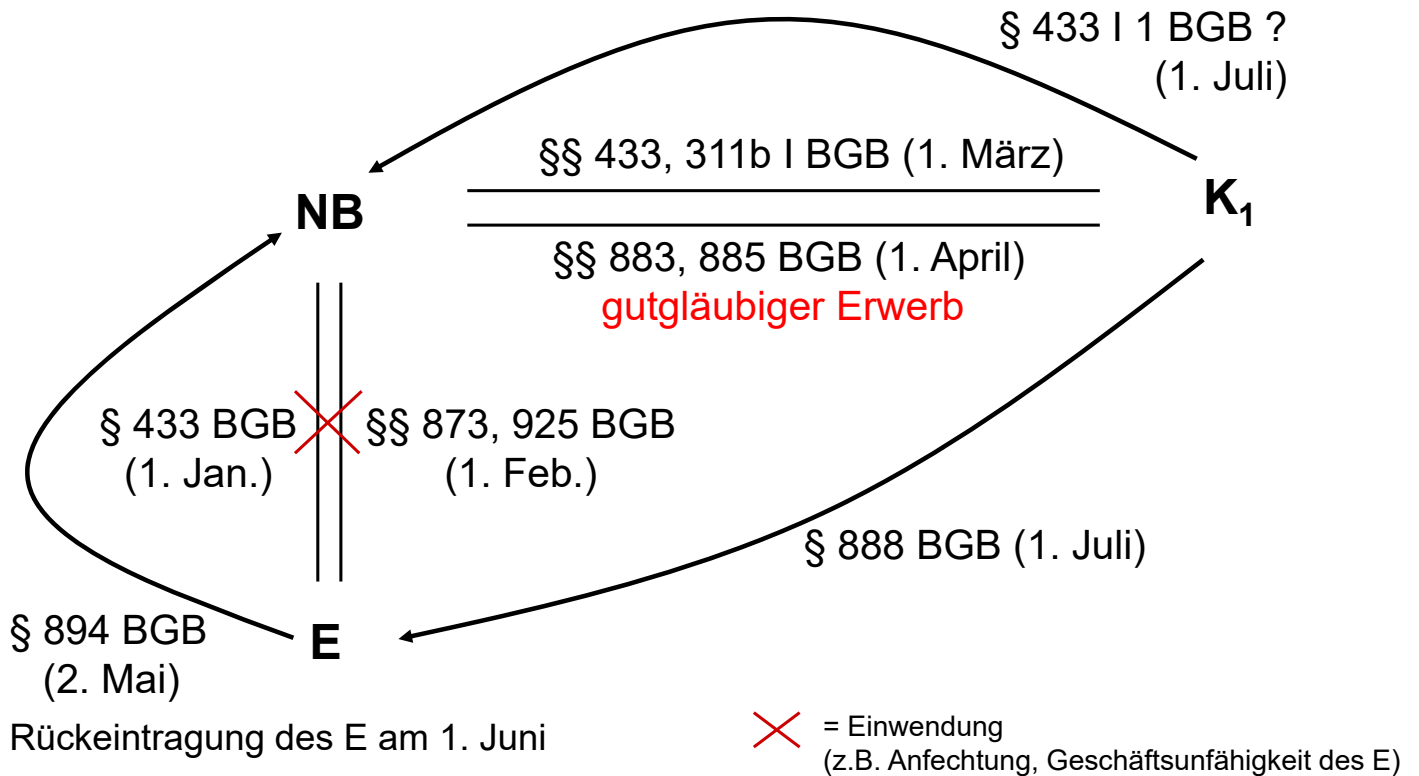 § 433 I 1 BGB ?
(1. Juli)
§§ 433, 311b I BGB (1. März)
NB
K₁
§§ 883, 885 BGB (1. April)
gutgläubiger Erwerb
§ 433 BGB
(1. Jan.)
§§ 873, 925 BGB
(1. Feb.)
§ 888 BGB (1. Juli)
§ 894 BGB
(2. Mai)
E
Rückeintragung des E am 1. Juni
= Einwendung
(z.B. Anfechtung, Geschäftsunfähigkeit des E)